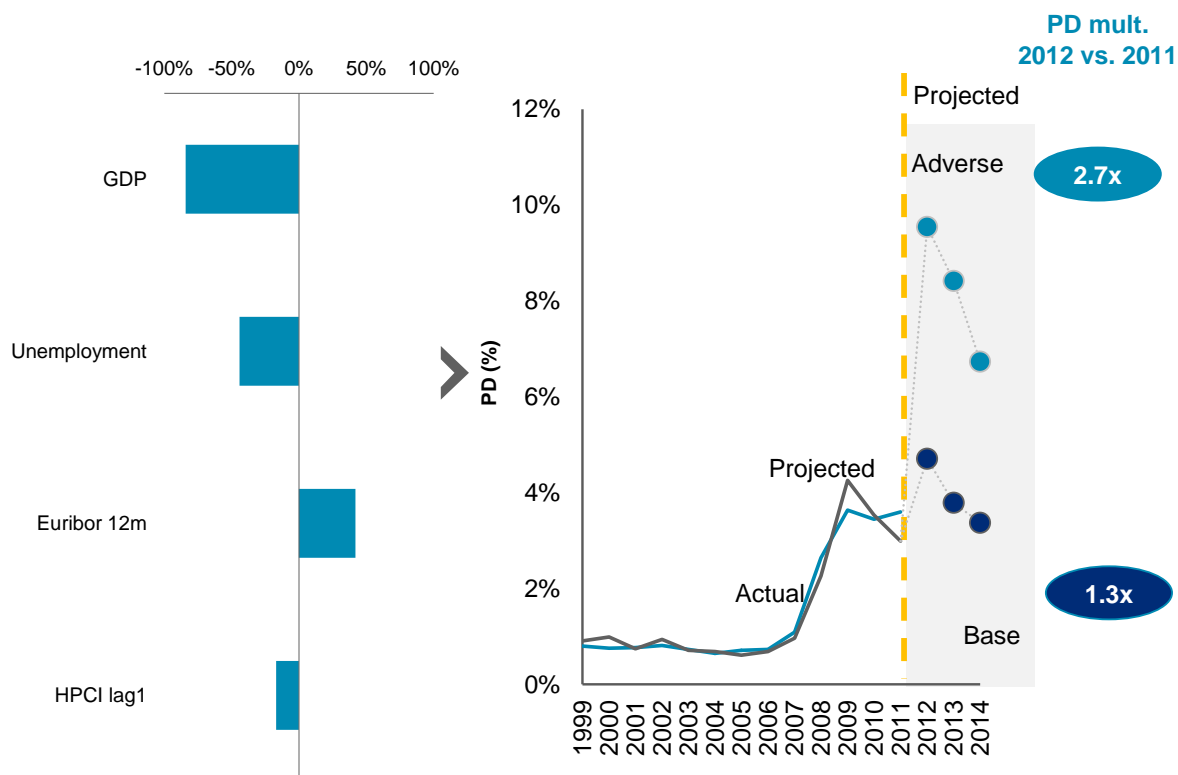 PD mult.
2012 vs. 2011
-100% -50% 0% 50% 100%
GDP
Unemployment
Euribor 12m
HPCI lag1
PD (%)
12%
10%
8%
6%
4%
2%
0%
Projected
Adverse
2.7x
Projected
Actual
1.3x
Base
1999
2000
2001
2002
2003
2004
2005
2006
2007
2008
2009
2010
2011
2012
2013
2014